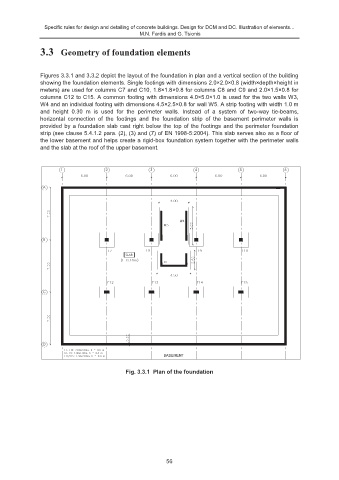 Specific rules for design and detailing of concrete buildings. Design for DCM and DC. Illustration of elements...
M.N. Fardis and G. Tsionis
3.3 Geometry of foundation elements
Figures 3.3.1 and 3.3.2 depict the layout of the foundation in plan and a vertical section of the building
showing the foundation elements. Single footings with dimensions 2.0×2.0×0.8 (width×depth×height in
meters) are used for columns C7 and C10, 1.8×1.8×0.8 for columns C8 and C9 and 2.0×1.5×0.8 for
columns C12 to C15. A common footing with dimensions 4.0×5.0×1.0 is used for the two walls W3,
W4 and an individual footing with dimensions 4.5×2.5×0.8 for wall W5. A strip footing with width 1.0 m
and height 0.30 m is used for the perimeter walls. Instead of a system of two-way tie-beams,
horizontal connection of the footings and the foundation strip of the basement perimeter walls is
provided by a foundation slab cast right below the top of the footings and the perimeter foundation
strip (see clause 5.4.1.2 para. (2), (3) and (7) of EN 1998-5:2004). This slab serves also as a floor of
the lower basement and helps create a rigid-box foundation system together with the perimeter walls
and the slab at the roof of the upper basement.
1 2 3 4 5 6
BASEMENT
Fig. 3.3.1 Plan of the foundation
56